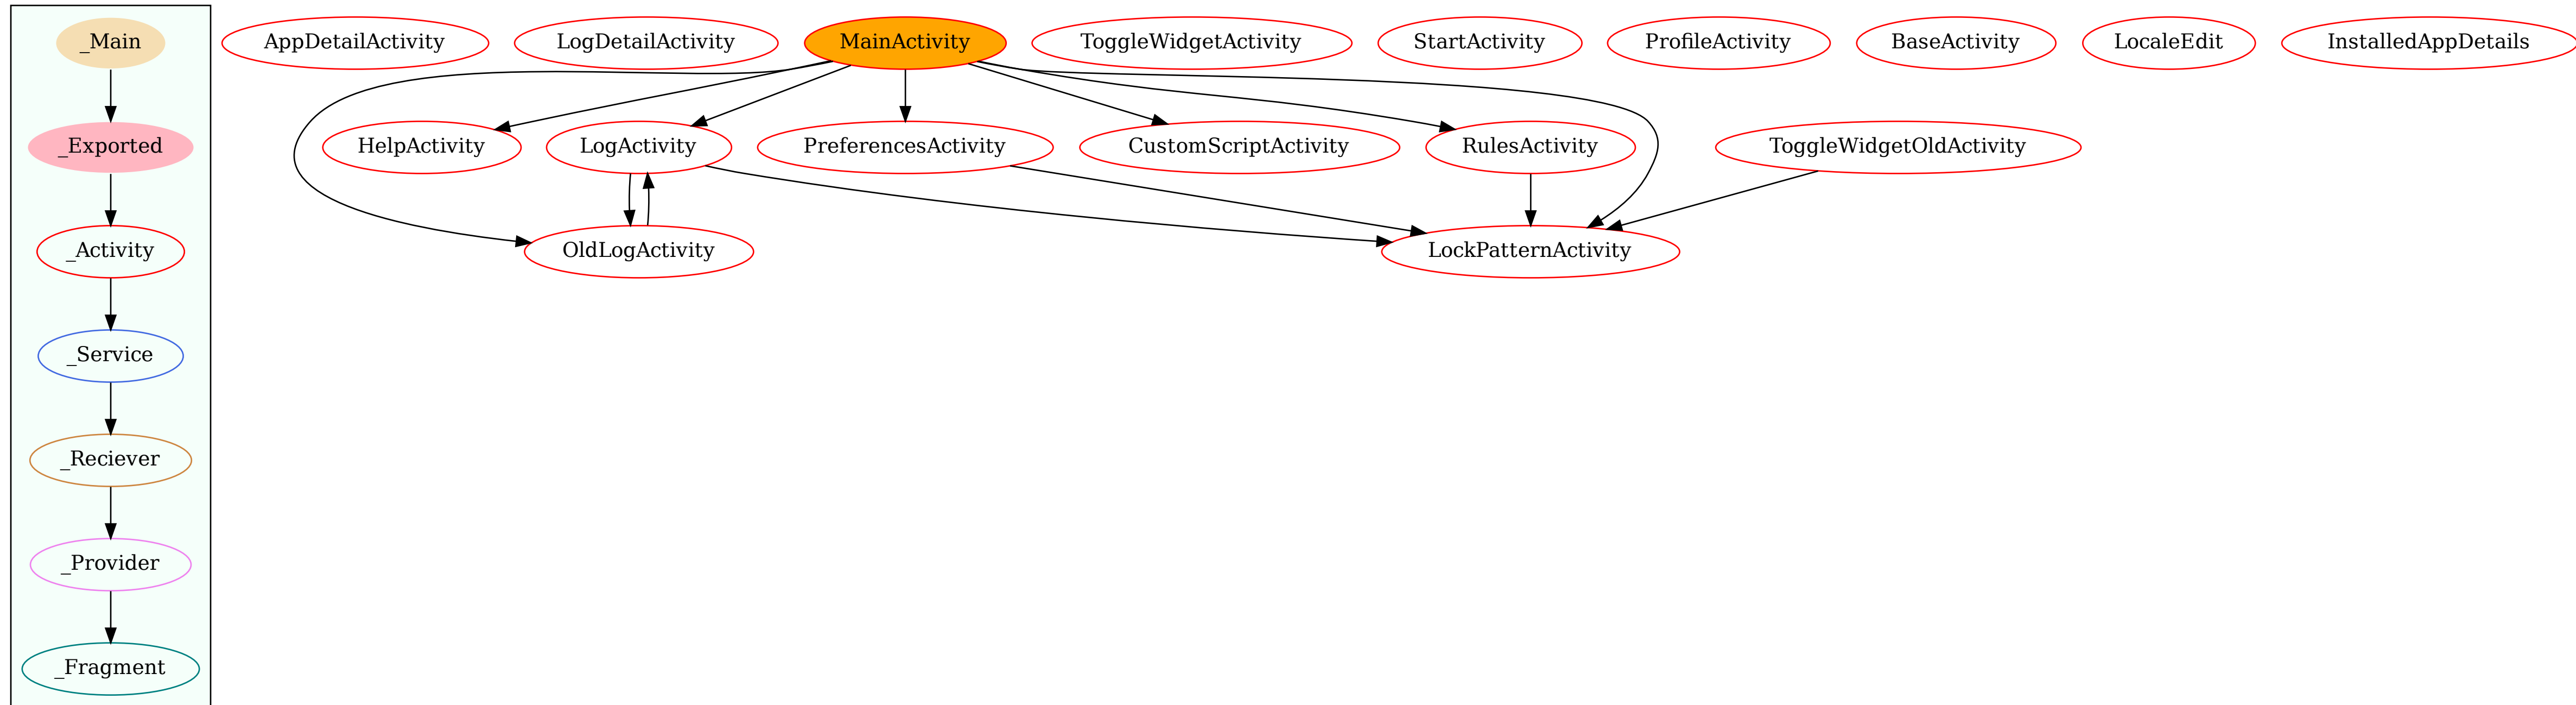 _Main
_Exported
_Activity
_Service
_Reciever
_Provider
_Fragment
AppDetailActivity
LogDetailActivity
MainActivity
ToggleWidgetActivity
StartActivity
ProfileActivity
BaseActivity
LocaleEdit
InstalledAppDetails
HelpActivity
LogActivity
PreferencesActivity
CustomScriptActivity
RulesActivity
ToggleWidgetOldActivity
OldLogActivity
LockPatternActivity